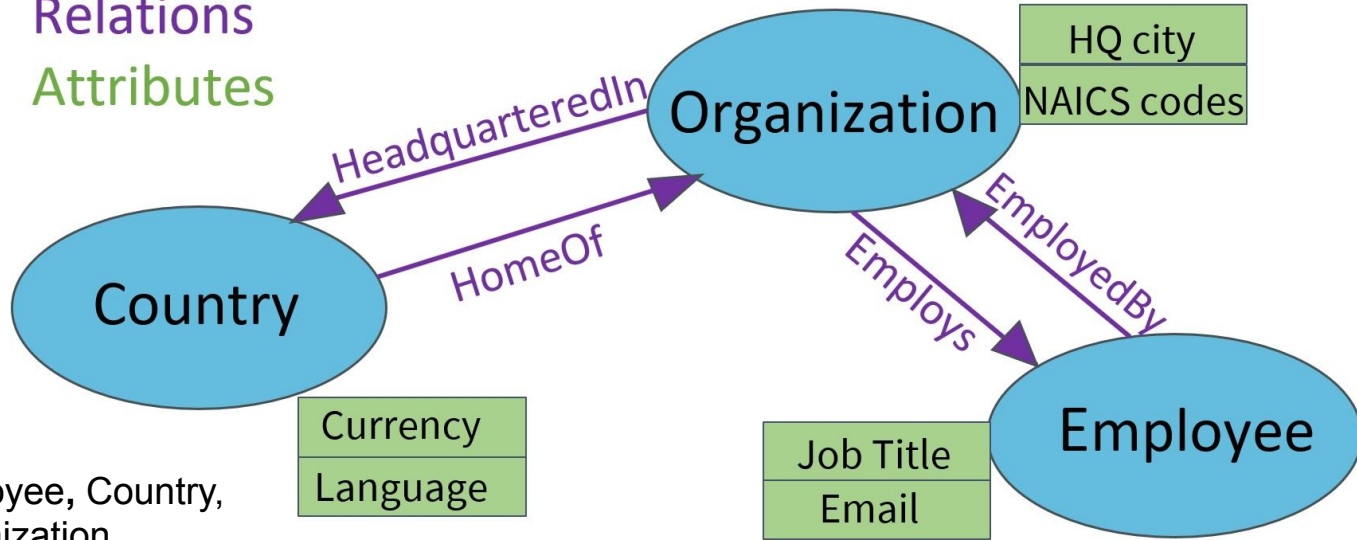 Relations
Attributes
HeadquarteredIn
Organization
HQ city
NAICS codes
HomeOf
Country
Employs
EmployedBy
Currency
Language
Job Title
Email
Employee
Country,